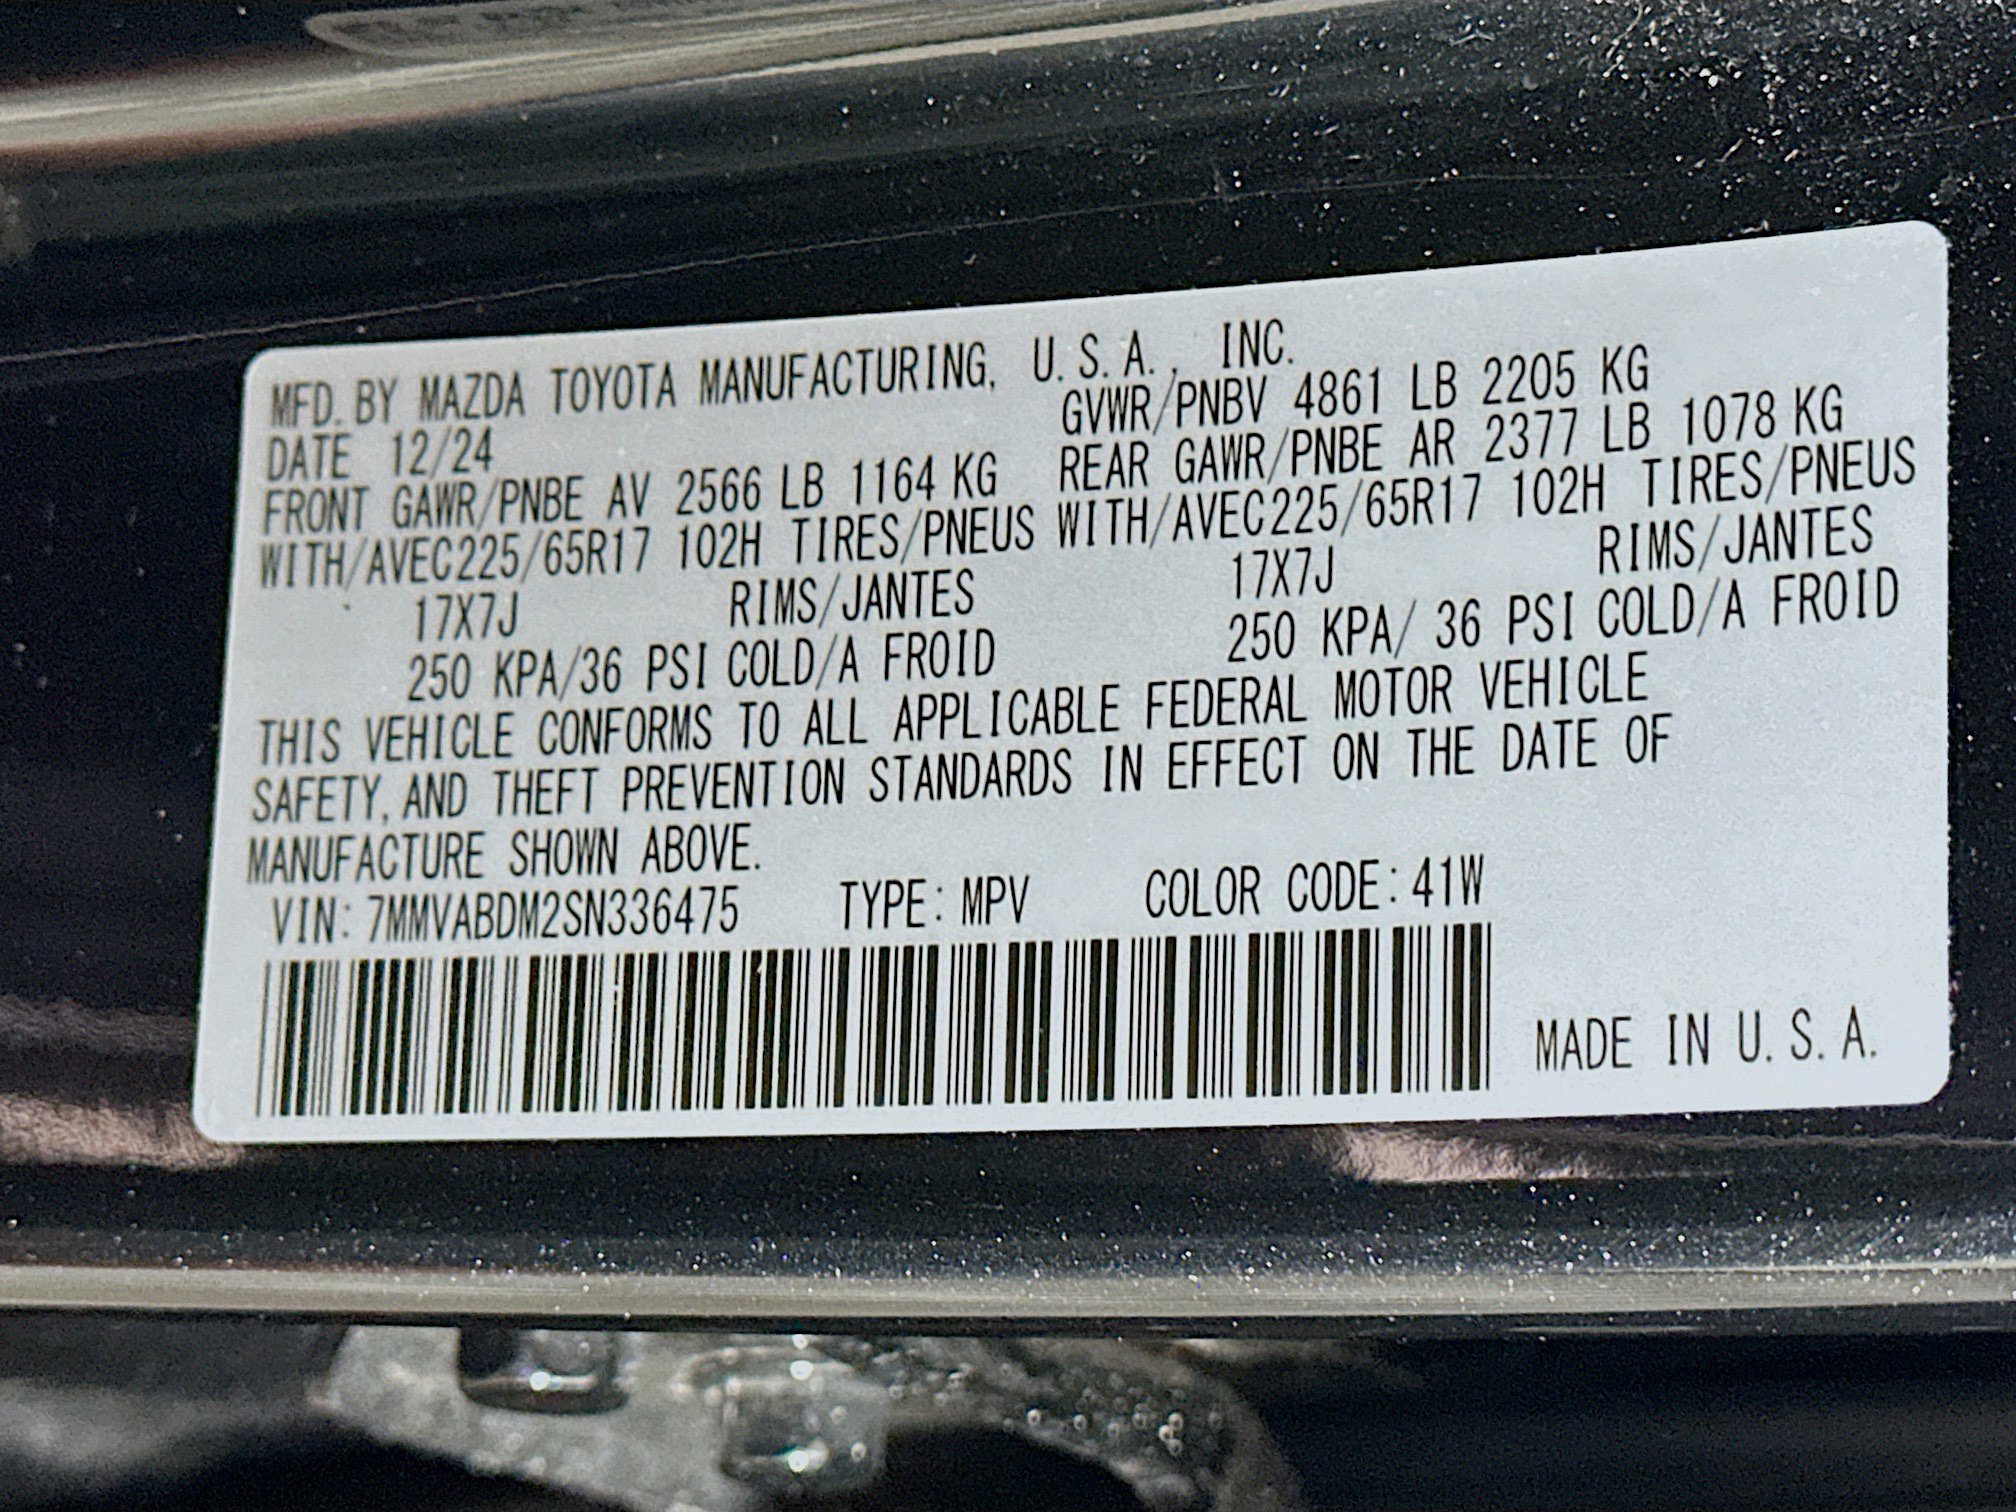 MFD. BY MAZDA TOYOTA MANUFACTURING, U.S.A., INC.
DATE 12/24 GVWR/PNBV 4861 LB 2205 KG
FRONT GAWR/PNBE AV 2566 LB 1164 KG REAR GAWR/PNBE AR 2377 LB 1078 KG
WITH/AVEC225/65R17 102H TIRES/PNEUS WITH/AVEC225/65R17 102H TIRES/PNEUS
17X7J RIMS/JANTES 17X7J RIMS/JANTES
250 KPA/36 PSI COLD/A FROID 250 KPA/ 36 PSI COLD/A FROID
THIS VEHICLE CONFORMS TO ALL APPLICABLE FEDERAL MOTOR VEHICLE
SAFETY, AND THEFT PREVENTION STANDARDS IN EFFECT ON THE DATE OF
MANUFACTURE SHOWN ABOVE.
VIN: 7MMVABDM2SN336475 TYPE: MPV COLOR CODE: 41W
MADE IN U.S.A.